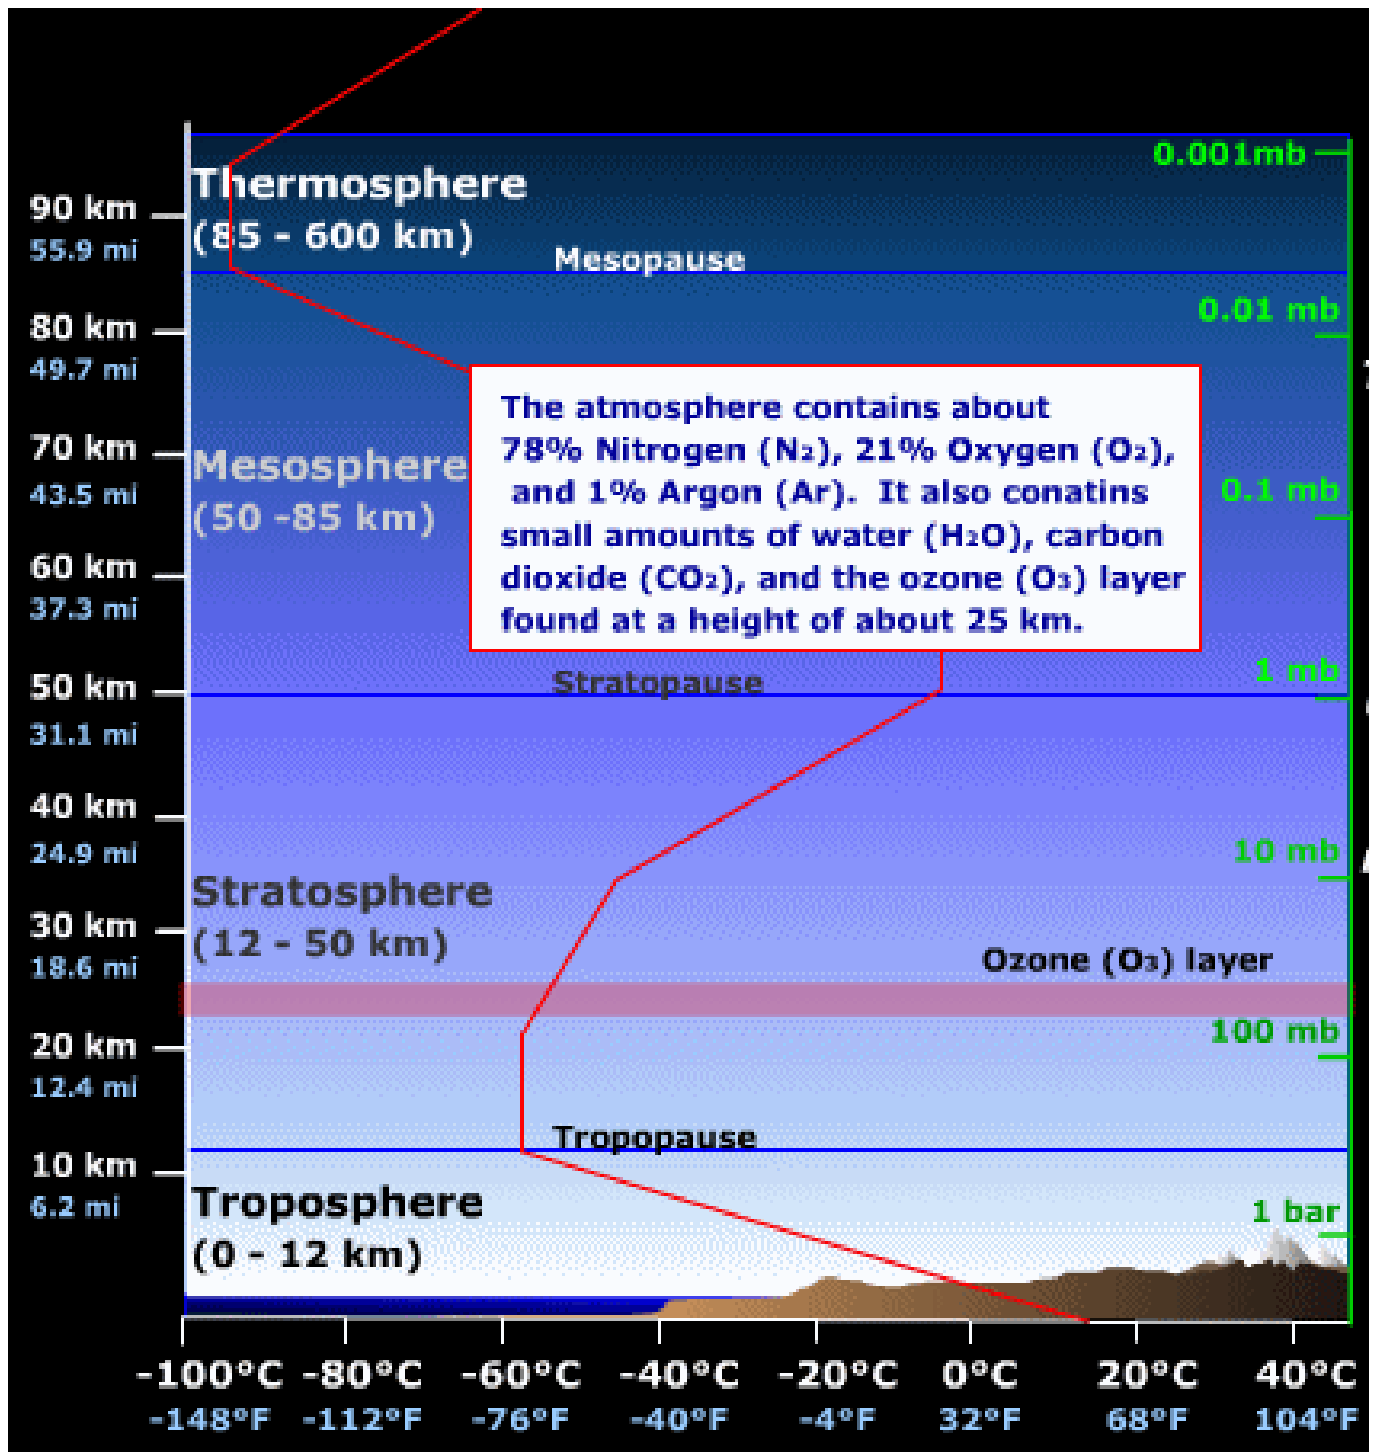 0.001mb
Thermosphere
90 km
(85 - 600 km)
55.9 mi
Mesopause
0.01 mb
80 km
49.7 mi
The atmosphere contains about
78% Nitrogen (N₂), 21% Oxygen (O₂),
and 1% Argon (Ar). It also conatins
small amounts of water (H₂O), carbon
dioxide (CO₂), and the ozone (O₃) layer
found at a height of about 25 km.
70 km
Mesosphere
43.5 mi
0.1 mb
(50 -85 km)
60 km
37.3 mi
1 mb
Stratopause
50 km
31.1 mi
40 km
24.9 mi
10 mb
Stratosphere
30 km
(12 - 50 km)
18.6 mi
Ozone (O₃) layer
100 mb
20 km
12.4 mi
Tropopause
10 km
6.2 mi
Troposphere
1 bar
(0 - 12 km)
-100°C -80°C -60°C -40°C -20°C 0°C 20°C 40°C
-148°F -112°F -76°F -40°F -4°F 32°F 68°F 104°F